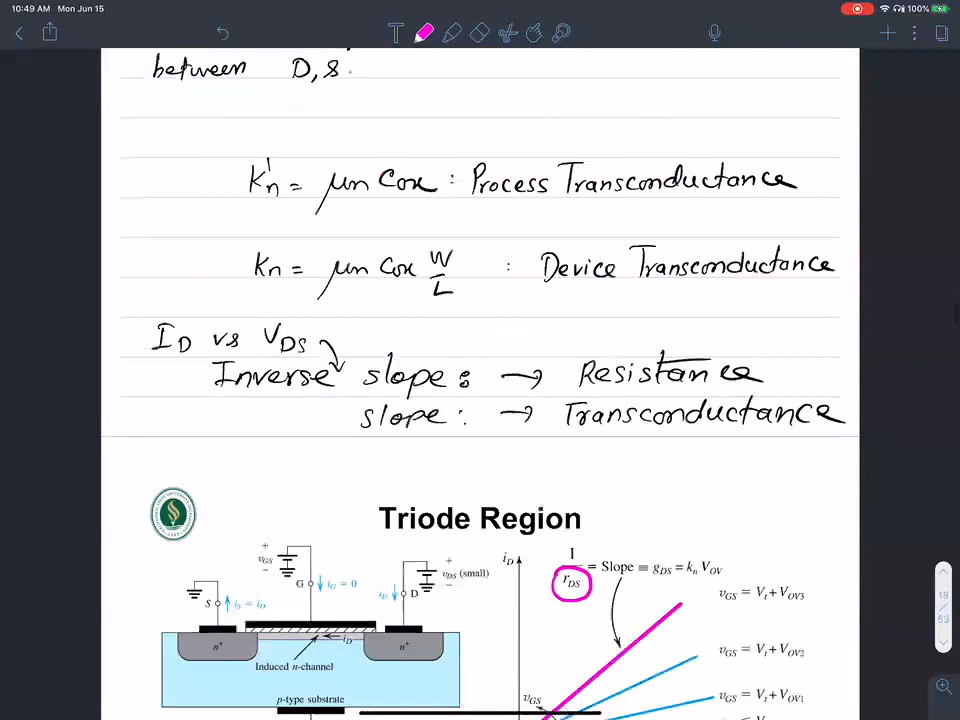 10:49 AM Mon Jun 15
100%
between D, S.
k'n = μn Cox : Process Transconductance
kn = μn Cox W/L : Device Transconductance
ID vs VDS
Inverse slope: → Resistance
slope: → Transconductance
Triode Region
+ vGS −
G iG = 0
+ vDS (small) −
S iS = iD
iD D
n+ iD n+
Induced n-channel
p-type substrate
iD
1/rDS = Slope = gDS = kn VOV
vGS = Vt + VOV3
vGS = Vt + VOV2
vGS = Vt + VOV1
vGS
18
/
53